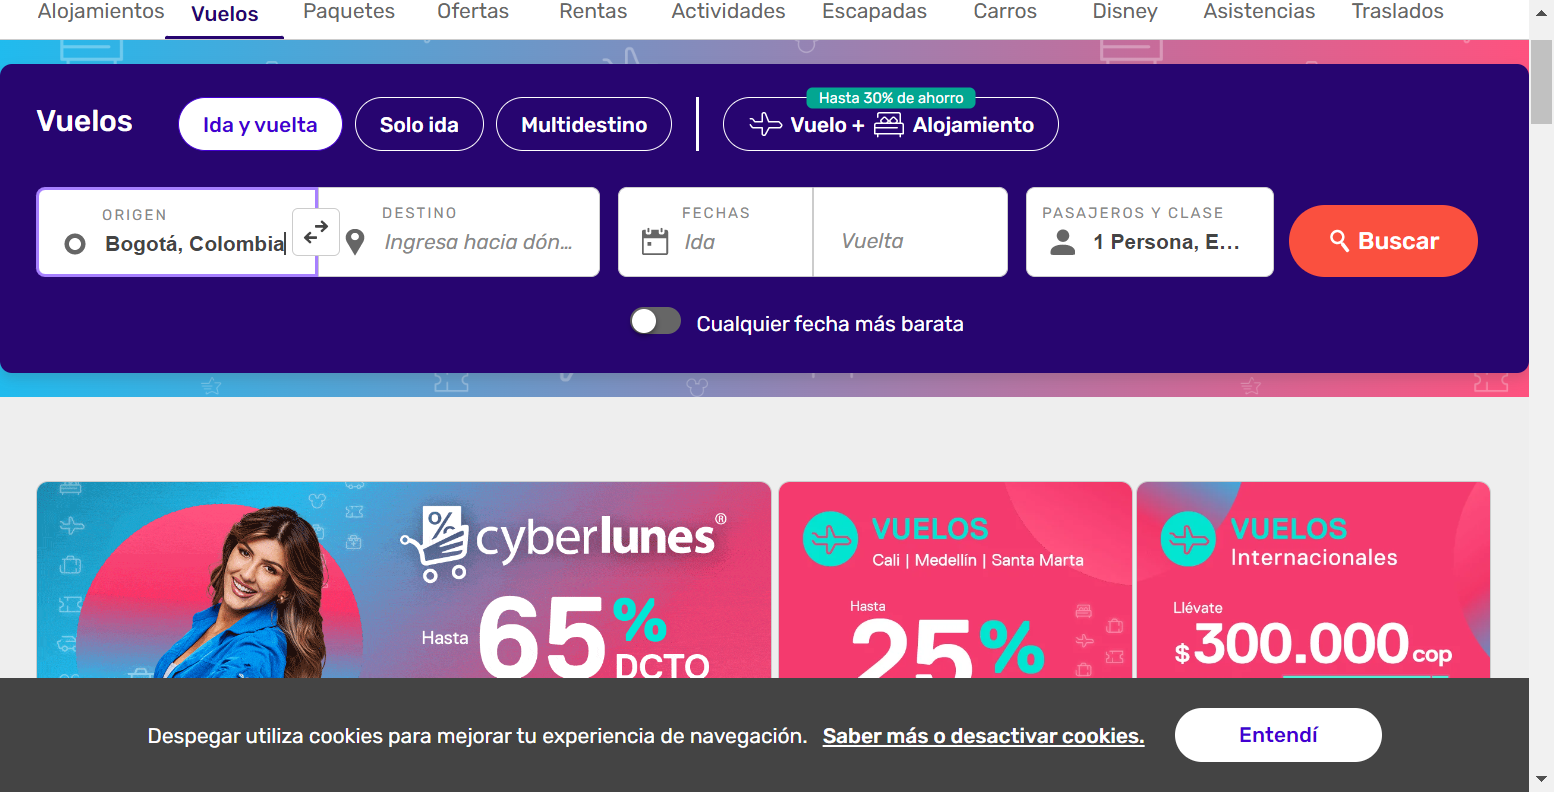 Alojamientos Vuelos Paquetes Ofertas Rentas Actividades Escapadas Carros Disney Asistencias Traslados
Hasta 30% de ahorro
Vuelos Ida y vuelta Solo ida Multidestino Vuelo + Alojamiento
ORIGEN DESTINO FECHAS PASAJEROS Y CLASE
Bogotá, Colombia Ingresa hacia dón... Ida Vuelta 1 Persona, E... Buscar
Cualquier fecha más barata
cyberlunes®
Hasta 65% DCTO
VUELOS
Cali | Medellín | Santa Marta
Hasta
25%
VUELOS
Internacionales
Llévate
$300.000 cop
Despegar utiliza cookies para mejorar tu experiencia de navegación. Saber más o desactivar cookies. Entendí